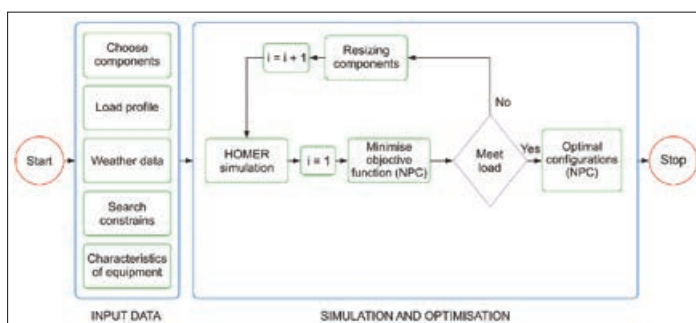 Start
Choose
components
Load profile
Weather data
Search
constrains
Characteristics
of equipment
INPUT DATA
i = i + 1
Resizing
components
No
HOMER
simulation
i = 1
Minimise
objective
function (NPC)
Meet
load
Yes
Optimal
configurations
(NPC)
Stop
SIMULATION AND OPTIMISATION